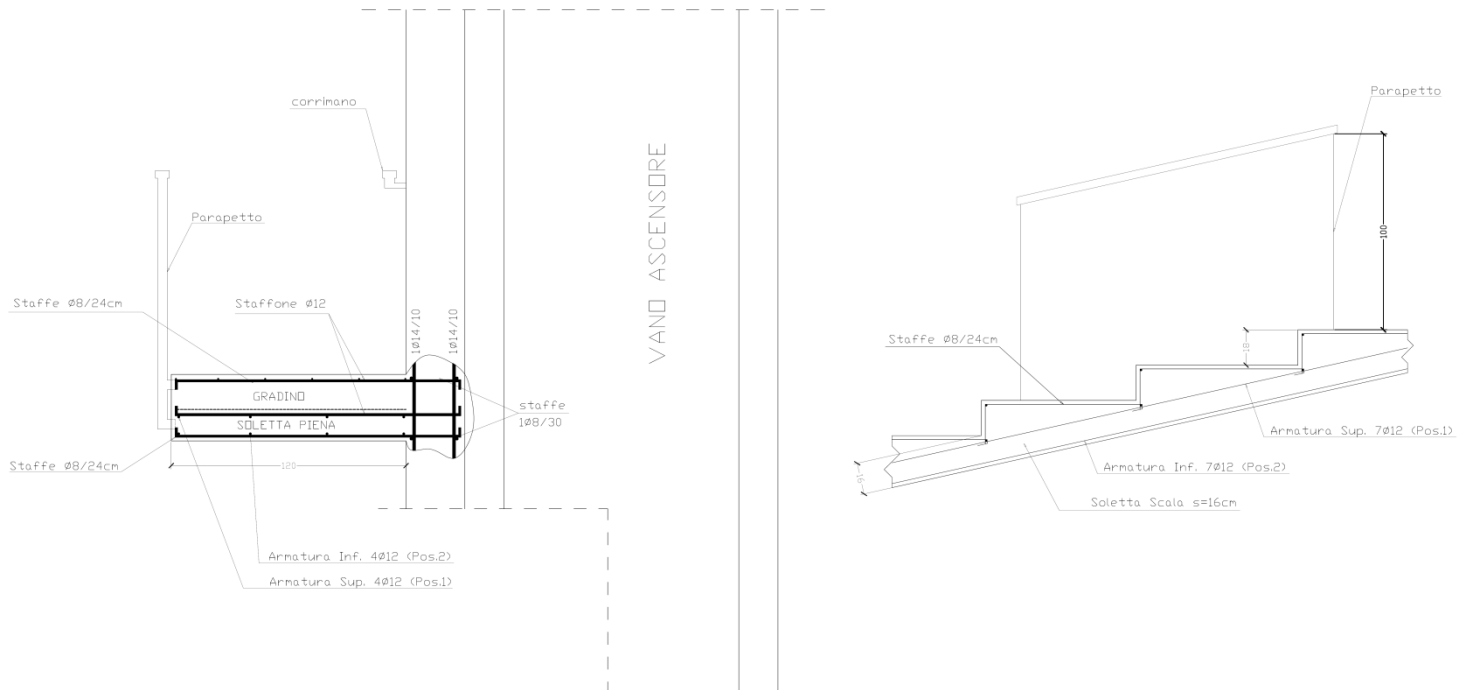 corrimano
VANO ASCENSORE
Parapetto
Staffe Ø8/24cm
Staffone Ø12
1Ø14/10
1Ø14/10
GRADINO
SOLETTA PIENA
staffe
1Ø8/30
Staffe Ø8/24cm
120
Armatura Inf. 4Ø12 (Pos.2)
Armatura Sup. 4Ø12 (Pos.1)
Parapetto
100
Staffe Ø8/24cm
18
Armatura Sup. 7Ø12 (Pos.1)
Armatura Inf. 7Ø12 (Pos.2)
16
Soletta Scala s=16cm